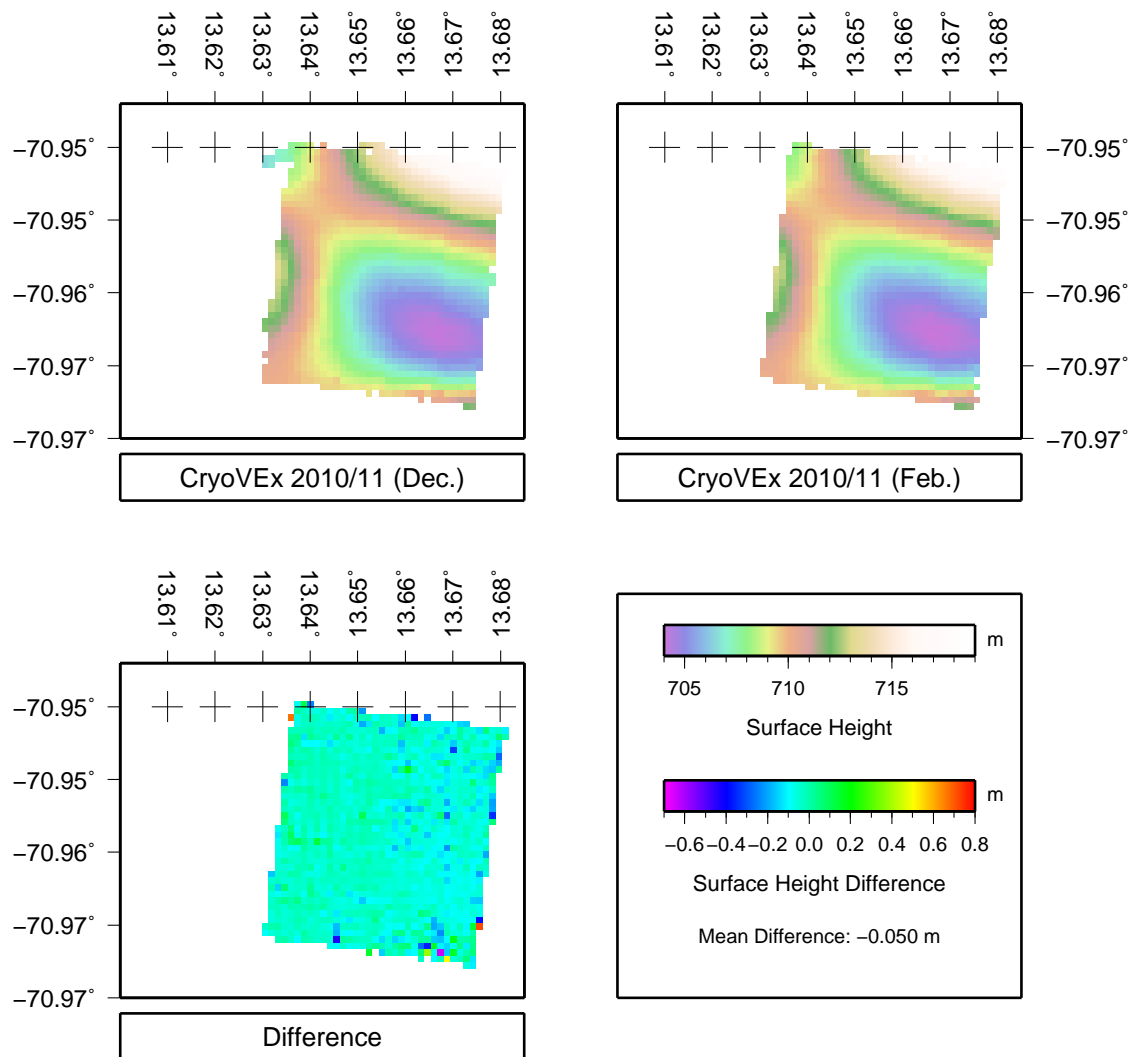 13.61° 13.62° 13.63° 13.64° 13.65° 13.66° 13.67° 13.68°
13.61° 13.62° 13.63° 13.64° 13.65° 13.66° 13.67° 13.68°
−70.95° −70.95°
−70.95° −70.95°
−70.96° −70.96°
−70.97° −70.97°
−70.97° −70.97°
CryoVEx 2010/11 (Dec.)
CryoVEx 2010/11 (Feb.)
13.61° 13.62° 13.63° 13.64° 13.65° 13.66° 13.67° 13.68°
−70.95°
−70.95°
−70.96°
−70.97°
−70.97°
Difference
m
705 710 715
Surface Height
m
−0.6 −0.4 −0.2 0.0 0.2 0.4 0.6 0.8
Surface Height Difference
Mean Difference: −0.050 m